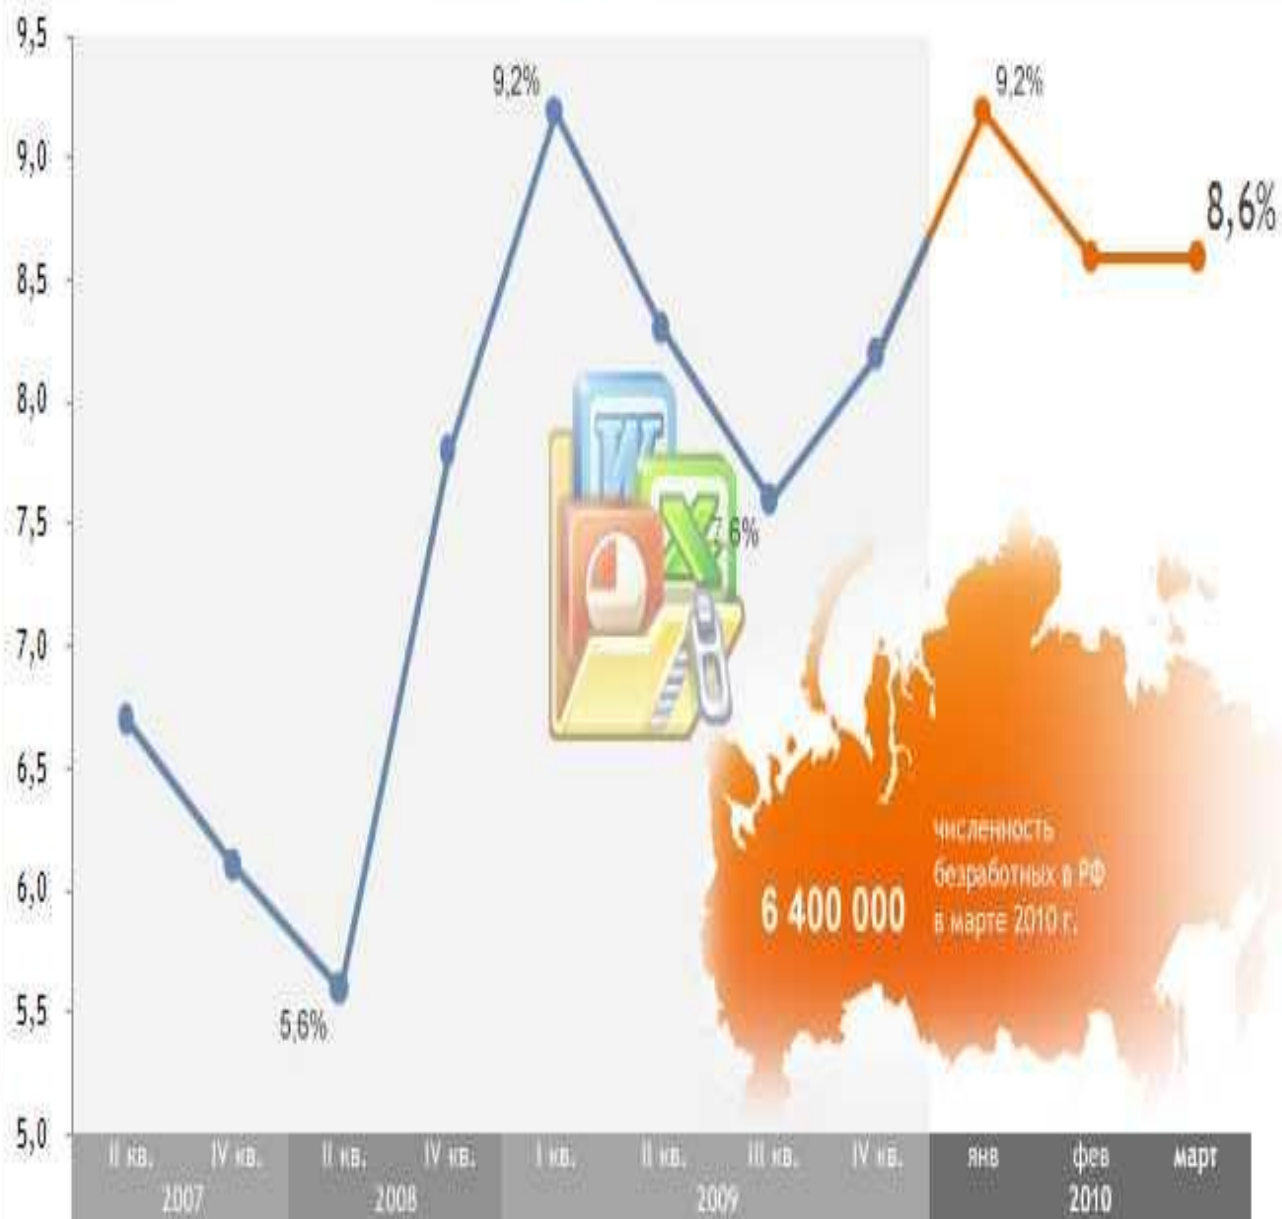 9,5
9,0
8,5
8,0
7,5
7,0
6,5
6,0
5,5
5,0
9,2%
9,2%
8,6%
7,6%
5,6%
6 400 000
численность
безработных в РФ
в марте 2010 г.
II кв. IV кв. II кв. IV кв. I кв. II кв. III кв. IV кв. янв фев март
2007 2008 2009 2010